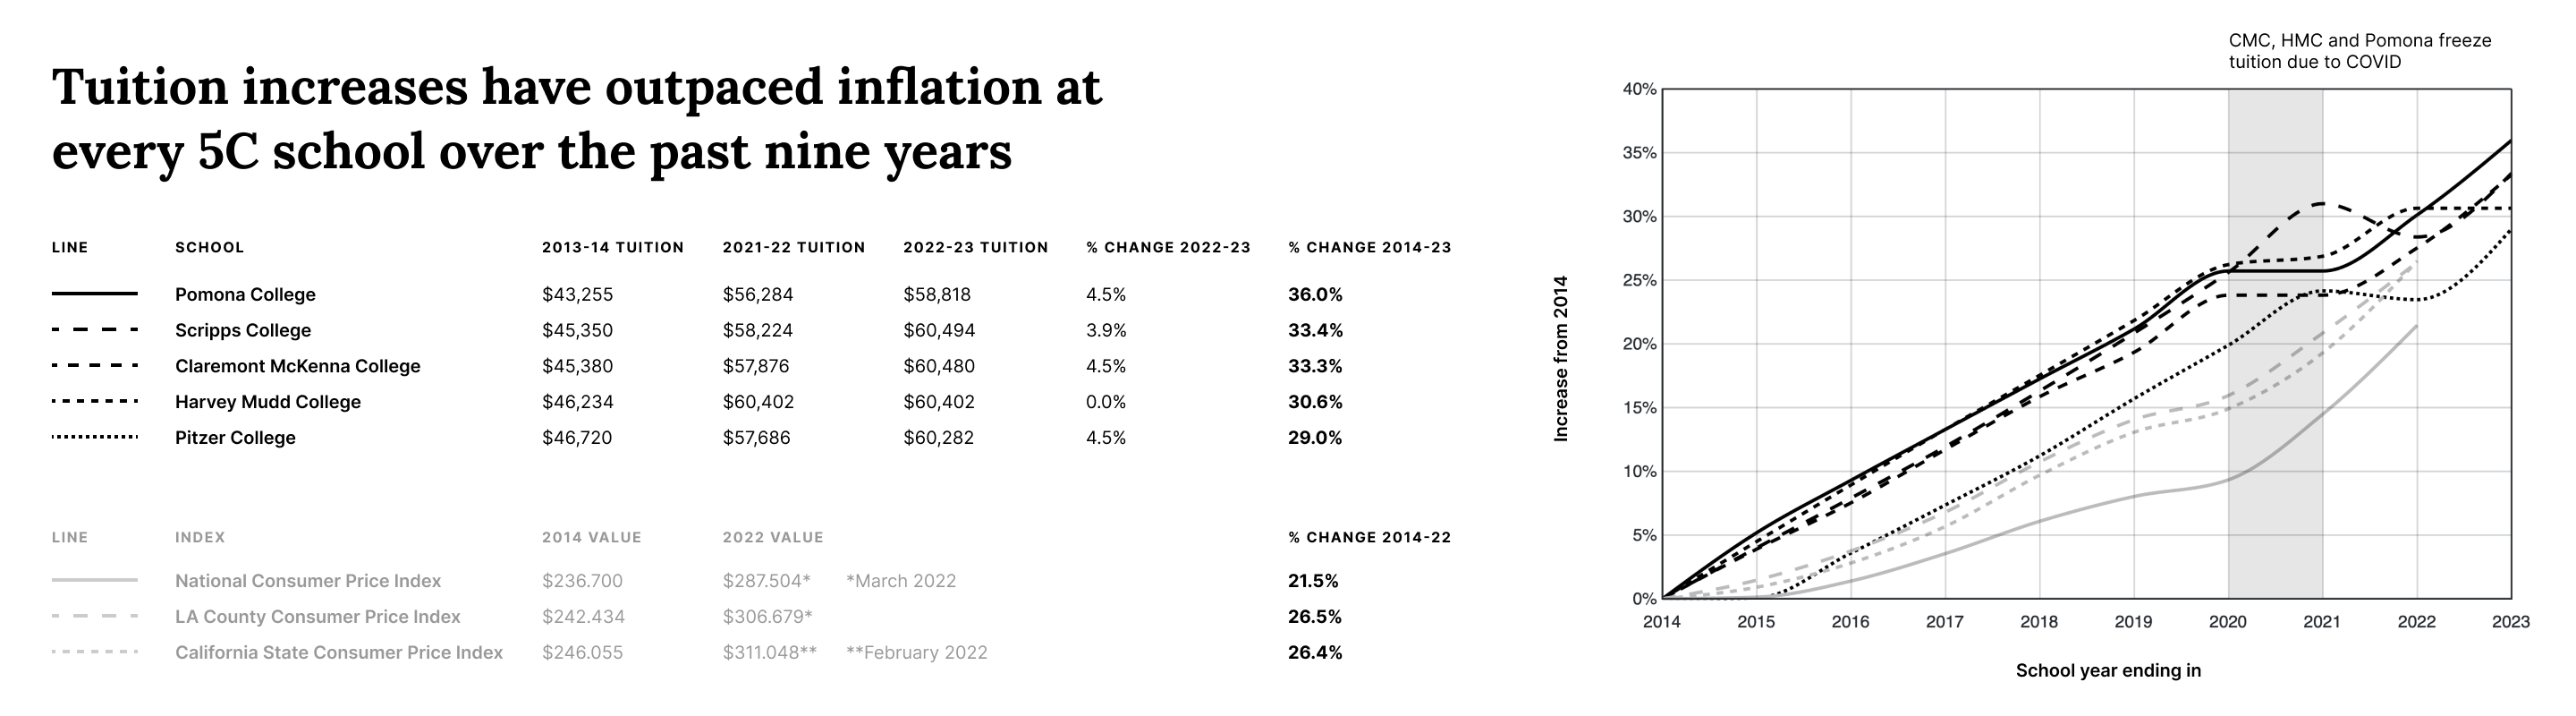 Tuition increases have outpaced inflation at
every 5C school over the past nine years
LINE SCHOOL 2013-14 TUITION 2021-22 TUITION 2022-23 TUITION % CHANGE 2022-23 % CHANGE 2014-23
Pomona College $43,255 $56,284 $58,818 4.5% 36.0%
Scripps College $45,350 $58,224 $60,494 3.9% 33.4%
Claremont McKenna College $45,380 $57,876 $60,480 4.5% 33.3%
Harvey Mudd College $46,234 $60,402 $60,402 0.0% 30.6%
Pitzer College $46,720 $57,686 $60,282 4.5% 29.0%
LINE INDEX 2014 VALUE 2022 VALUE % CHANGE 2014-22
National Consumer Price Index $236.700 $287.504* *March 2022 21.5%
LA County Consumer Price Index $242.434 $306.679* 26.5%
California State Consumer Price Index $246.055 $311.048** **February 2022 26.4%
CMC, HMC and Pomona freeze
tuition due to COVID
Increase from 2014
40%
35%
30%
25%
20%
15%
10%
5%
0%
2014 2015 2016 2017 2018 2019 2020 2021 2022 2023
School year ending in